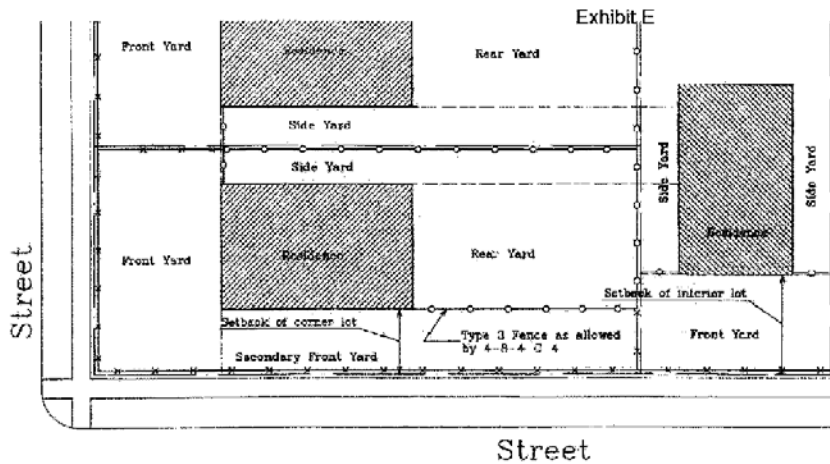 Exhibit E
Front Yard
Residence
Rear Yard
Side Yard
Side Yard
Side Yard
Side Yard
Front Yard
Residence
Rear Yard
Residence
Setback of corner lot
Type 3 Fence as allowed
by 4-8-4 C 4
Setback of interior lot
Front Yard
Secondary Front Yard
Street
Street